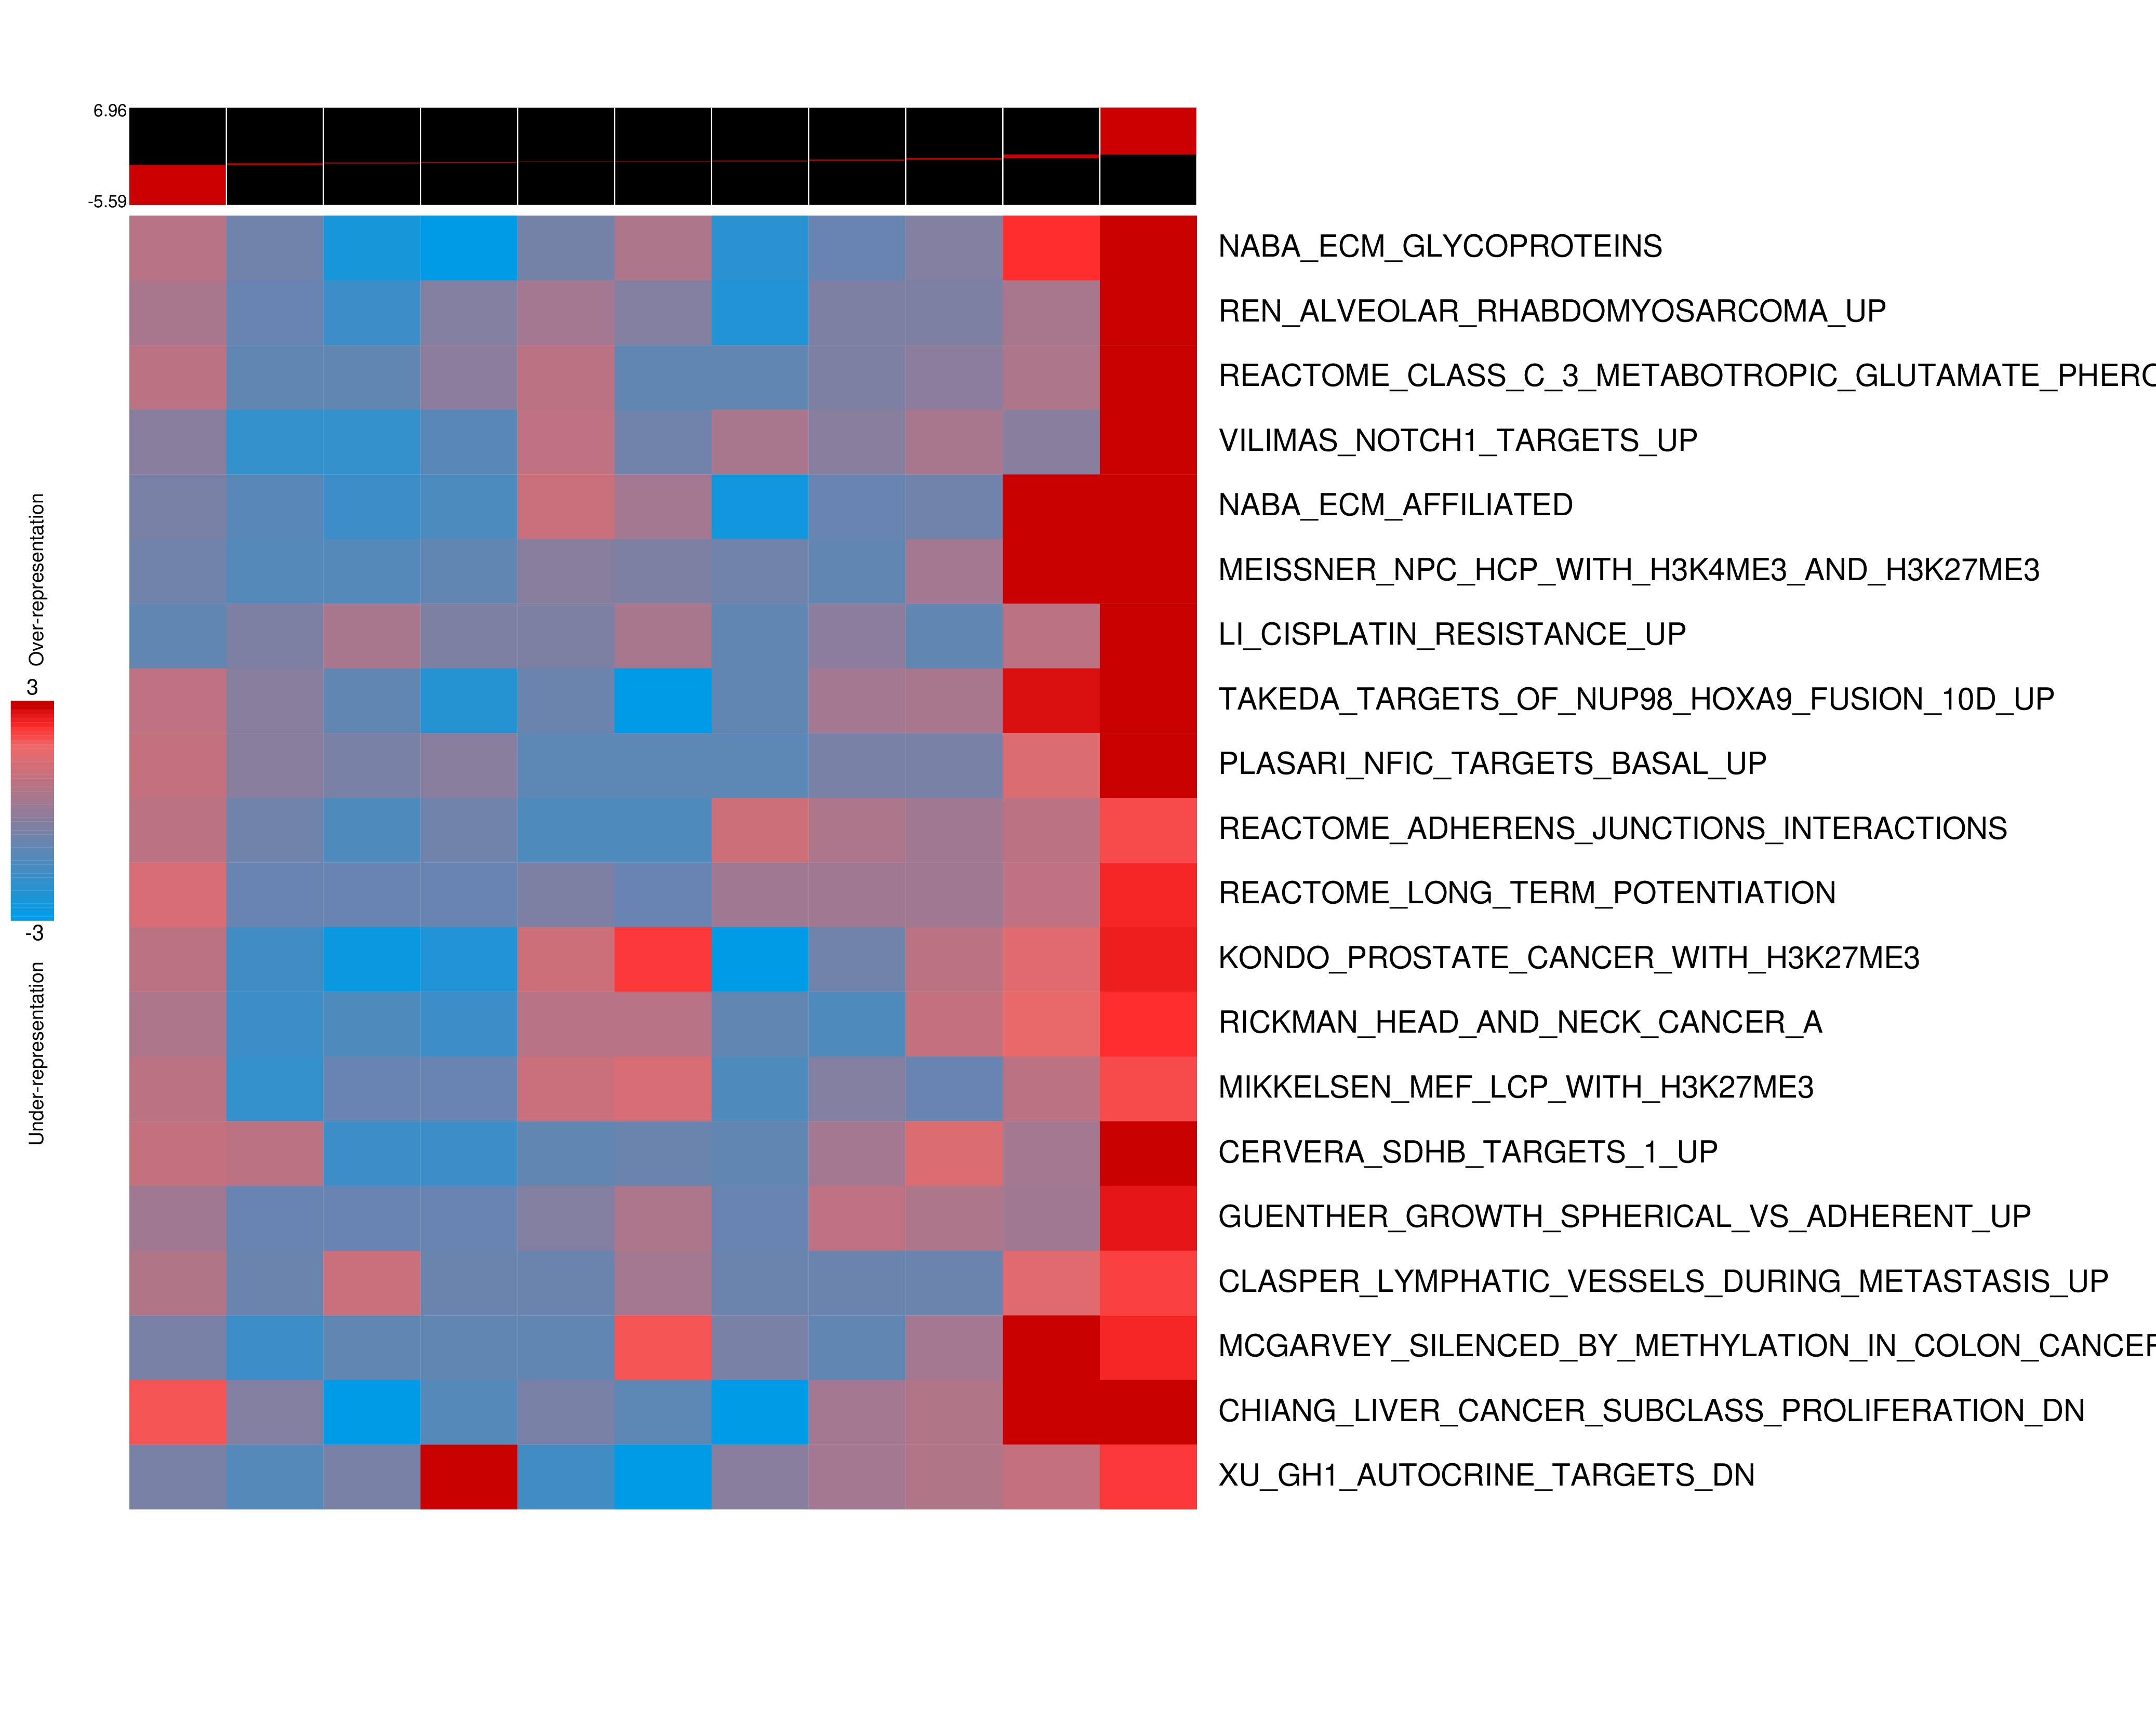 6.96
-5.59
NABA_ECM_GLYCOPROTEINS
REN_ALVEOLAR_RHABDOMYOSARCOMA_UP
REACTOME_CLASS_C_3_METABOTROPIC_GLUTAMATE_PHERO
VILIMAS_NOTCH1_TARGETS_UP
NABA_ECM_AFFILIATED
MEISSNER_NPC_HCP_WITH_H3K4ME3_AND_H3K27ME3
LI_CISPLATIN_RESISTANCE_UP
TAKEDA_TARGETS_OF_NUP98_HOXA9_FUSION_10D_UP
PLASARI_NFIC_TARGETS_BASAL_UP
REACTOME_ADHERENS_JUNCTIONS_INTERACTIONS
REACTOME_LONG_TERM_POTENTIATION
KONDO_PROSTATE_CANCER_WITH_H3K27ME3
RICKMAN_HEAD_AND_NECK_CANCER_A
MIKKELSEN_MEF_LCP_WITH_H3K27ME3
CERVERA_SDHB_TARGETS_1_UP
GUENTHER_GROWTH_SPHERICAL_VS_ADHERENT_UP
CLASPER_LYMPHATIC_VESSELS_DURING_METASTASIS_UP
MCGARVEY_SILENCED_BY_METHYLATION_IN_COLON_CANCER
CHIANG_LIVER_CANCER_SUBCLASS_PROLIFERATION_DN
XU_GH1_AUTOCRINE_TARGETS_DN
Over-representation
3
-3
Under-representation